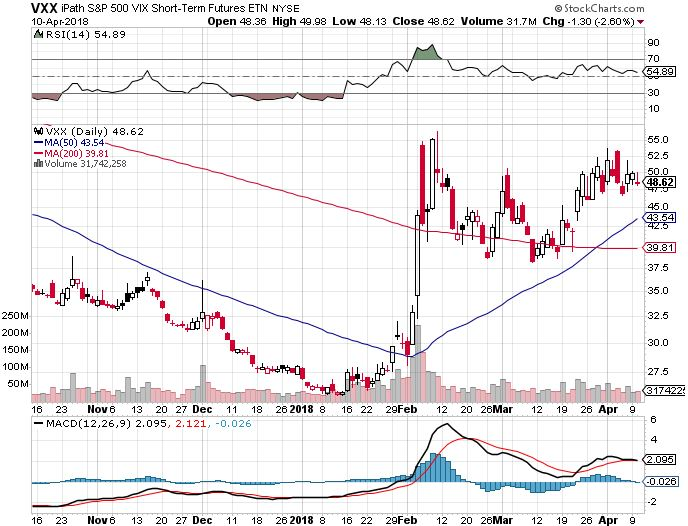 VXX iPath S&P 500 VIX Short-Term Futures ETN NYSE © StockCharts.com
10-Apr-2018 Open 48.36 High 49.98 Low 48.13 Close 48.62 Volume 31.7M Chg -1.30 (-2.60%)
RSI(14) 54.89
90
70
54.89
50
30
10
VXX (Daily) 48.62
MA(50) 43.54
MA(200) 39.81
Volume 31,742,258
55.0
52.5
50.0
48.62
47.5
45.0
43.54
42.5
39.81
37.5
35.0
32.5
30.0
27.5
250M
200M
150M
100M
50M
3174225
16 23 Nov 6 13 20 27 Dec 11 18 26 2018 8 16 22 29 Feb 12 20 26 Mar 12 19 26 Apr 9
MACD(12,26,9) 2.095, 2.121, -0.026
6
4
2.095
-0.026
-2
16 23 Nov 6 13 20 27 Dec 11 18 26 2018 8 16 22 29 Feb 12 20 26 Mar 12 19 26 Apr 9